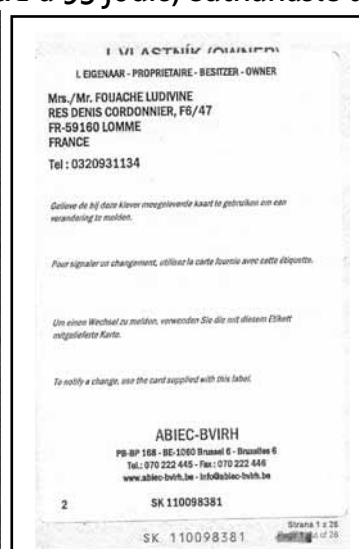 I. VLASTNÍK (OWNER)
I. EIGENAAR - PROPRIETAIRE - BESITZER - OWNER
Mrs./Mr. FOUACHE LUDIVINE
RES DENIS CORDONNIER, F6/47
FR-59160 LOMME
FRANCE
Tel : 0320931134
Gelieve de bij deze klever meegeleverde kaart te gebruiken om een
verandering te melden.
Pour signaler un changement, utilisez la carte fournie avec cette étiquette.
Um einen Wechsel zu melden, verwenden Sie die mit diesem Etikett
mitgelieferte Karte.
To notify a change, use the card supplied with this label.
ABIEC-BVIRH
PB-BP 168 - BE-1060 Brussel 6 - Bruxelles 6
Tel.: 070 222 445 - Fax : 070 222 446
www.abiec-bvirh.be - info@abiec-bvirh.be
2 SK 110098381
Strana 1 z 26
SK 110098381 of 26